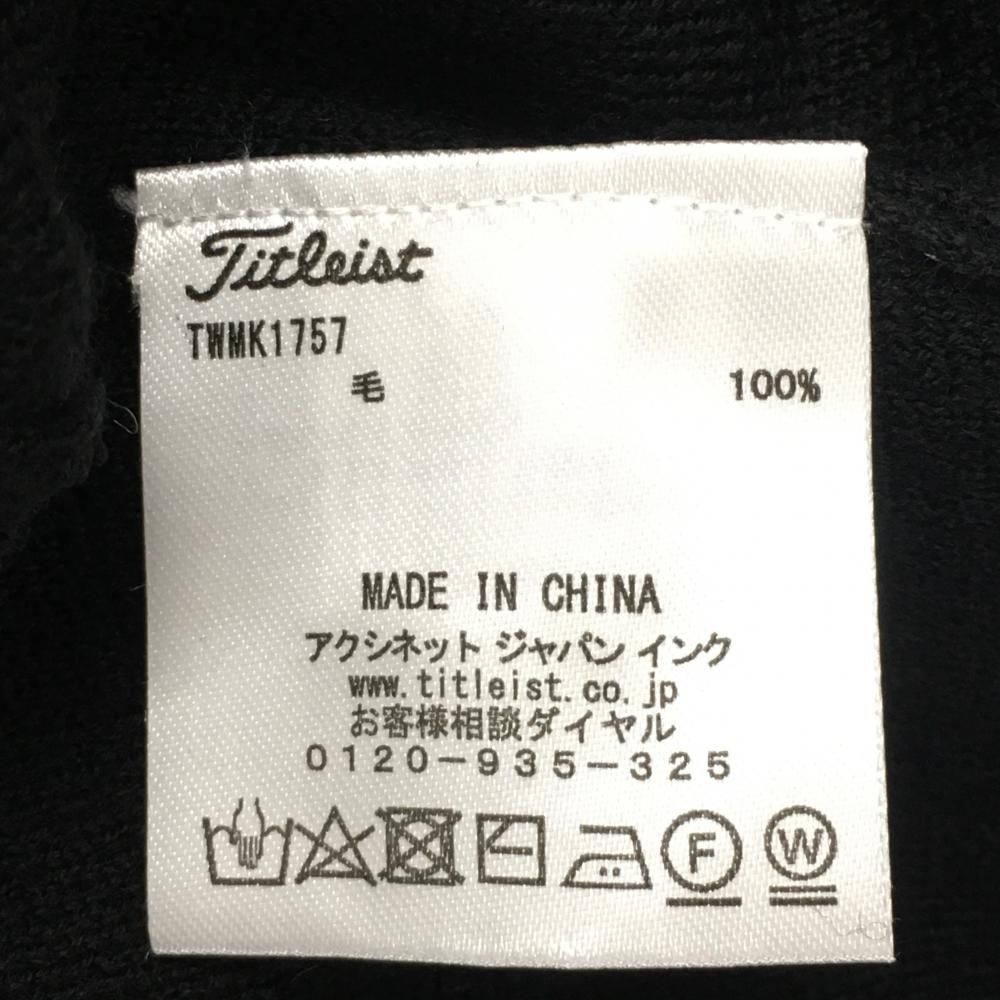 Titleist
TWMK1757
毛 100%
MADE IN CHINA
アクシネット ジャパン インク
www.titleist.co.jp
お客様相談ダイヤル
0120-935-325
F W